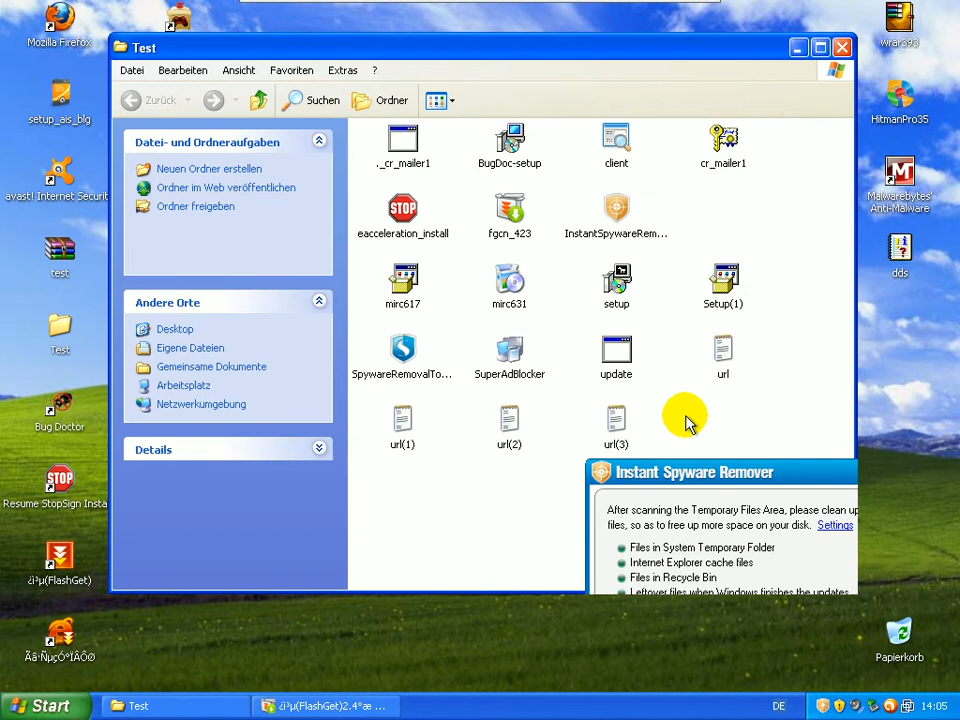 Mozilla Firefox
setup_ais_blg
avast! Internet Securit
test
Test
Bug Doctor
Resume StopSign Insta
¿ì³µ(FlashGet)
Ãâ·ÑµçÓ°ÏÂÔØ
Test
Datei Bearbeiten Ansicht Favoriten Extras ?
Zurück Suchen Ordner
Datei- und Ordneraufgaben
Neuen Ordner erstellen
Ordner im Web veröffentlichen
Ordner freigeben
Andere Orte
Desktop
Eigene Dateien
Gemeinsame Dokumente
Arbeitsplatz
Netzwerkumgebung
Details
._cr_mailer1 BugDoc-setup client cr_mailer1
eacceleration_install fgcn_423 InstantSpywareRem...
mirc617 mirc631 setup Setup(1)
SpywareRemovalTo... SuperAdBlocker update url
url(1) url(2) url(3)
Instant Spyware Remover
After scanning the Temporary Files Area, please clean up
files, so as to free up more space on your disk. Settings
Files in System Temporary Folder
Internet Explorer cache files
Files in Recycle Bin
Leftover files when Windows finishes the updates
wrar393
HitmanPro35
Malwarebytes'
Anti-Malware
dds
Papierkorb
Start Test ¿ì³µ(FlashGet)2.4°æ ... DE 14:05